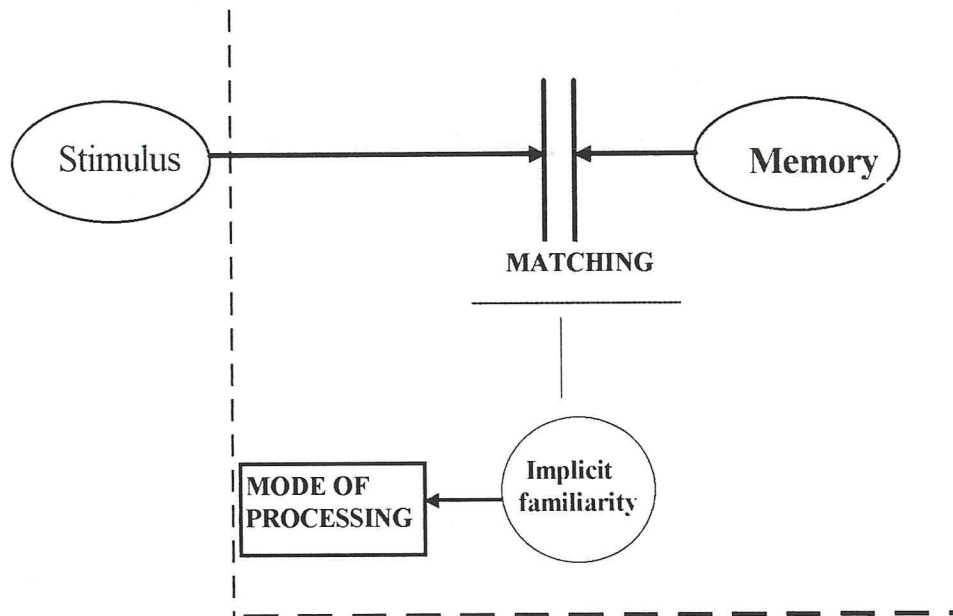 Stimulus
Memory
MATCHING
Implicit
familiarity
MODE OF
PROCESSING